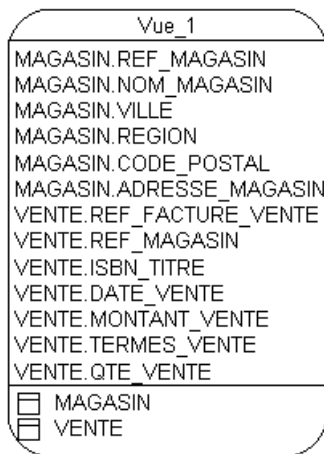 Vue_1
MAGASIN.REF_MAGASIN
MAGASIN.NOM_MAGASIN
MAGASIN.VILLE
MAGASIN.REGION
MAGASIN.CODE_POSTAL
MAGASIN.ADRESSE_MAGASIN
VENTE.REF_FACTURE_VENTE
VENTE.REF_MAGASIN
VENTE.ISBN_TITRE
VENTE.DATE_VENTE
VENTE.MONTANT_VENTE
VENTE.TERMES_VENTE
VENTE.QTE_VENTE
MAGASIN
VENTE